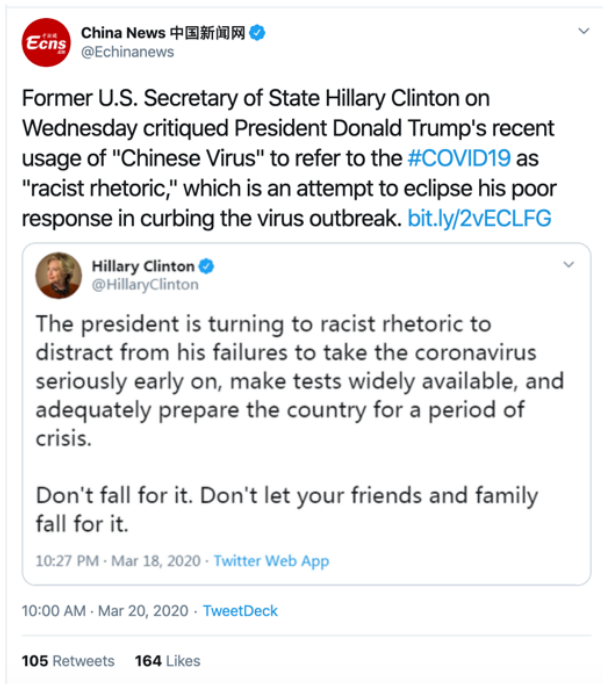 Ecns
China News 中国新闻网
@Echinanews
Former U.S. Secretary of State Hillary Clinton on
Wednesday critiqued President Donald Trump's recent
usage of "Chinese Virus" to refer to the #COVID19 as
"racist rhetoric," which is an attempt to eclipse his poor
response in curbing the virus outbreak. bit.ly/2vECLFG
Hillary Clinton
@HillaryClinton
The president is turning to racist rhetoric to
distract from his failures to take the coronavirus
seriously early on, make tests widely available, and
adequately prepare the country for a period of
crisis.
Don't fall for it. Don't let your friends and family
fall for it.
10:27 PM · Mar 18, 2020 · Twitter Web App
10:00 AM · Mar 20, 2020 · TweetDeck
105 Retweets 164 Likes